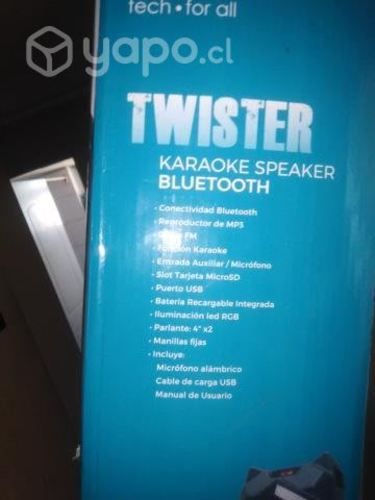 tech•for all
yapo.cl
TWISTER
KARAOKE SPEAKER
BLUETOOTH
• Conectividad Bluetooth
• Reproductor de MP3
FM
• Función Karaoke
• Entrada Auxiliar / Micrófono
• Slot Tarjeta MicroSD
• Puerto USB
• Batería Recargable Integrada
• Iluminación led RGB
• Parlante: 4" x2
• Manillas fijas
• Incluye:
Micrófono alámbrico
Cable de carga USB
Manual de Usuario